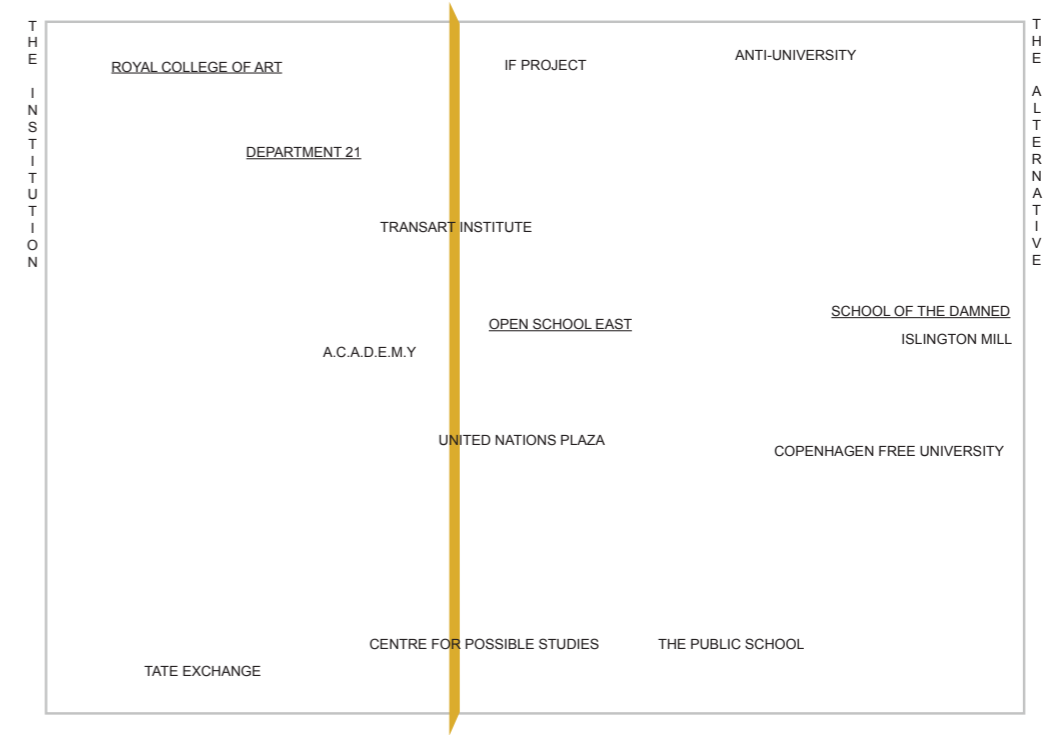 THE INSTITUTION
THE ALTERNATIVE
ROYAL COLLEGE OF ART
IF PROJECT
ANTI-UNIVERSITY
DEPARTMENT 21
TRANSART INSTITUTE
OPEN SCHOOL EAST
SCHOOL OF THE DAMNED
ISLINGTON MILL
A.C.A.D.E.M.Y
UNITED NATIONS PLAZA
COPENHAGEN FREE UNIVERSITY
CENTRE FOR POSSIBLE STUDIES
THE PUBLIC SCHOOL
TATE EXCHANGE